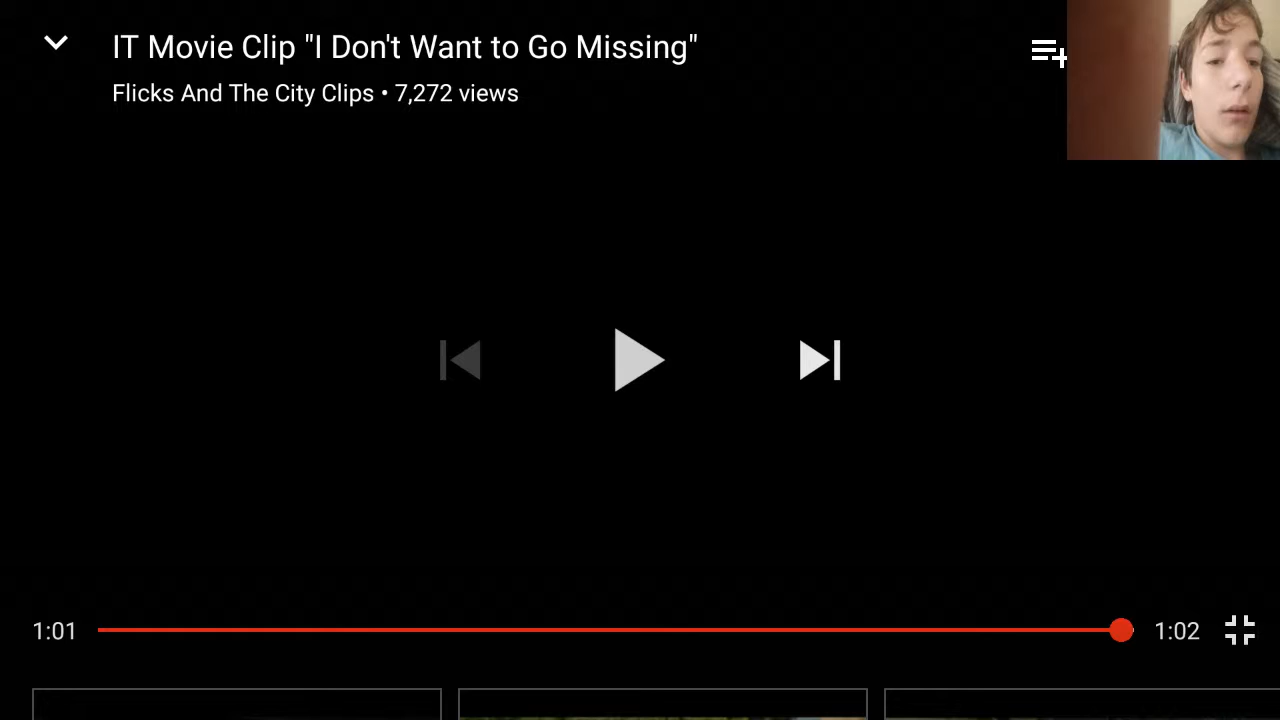 IT Movie Clip "I Don't Want to Go Missing"
Flicks And The City Clips • 7,272 views
1:01
1:02